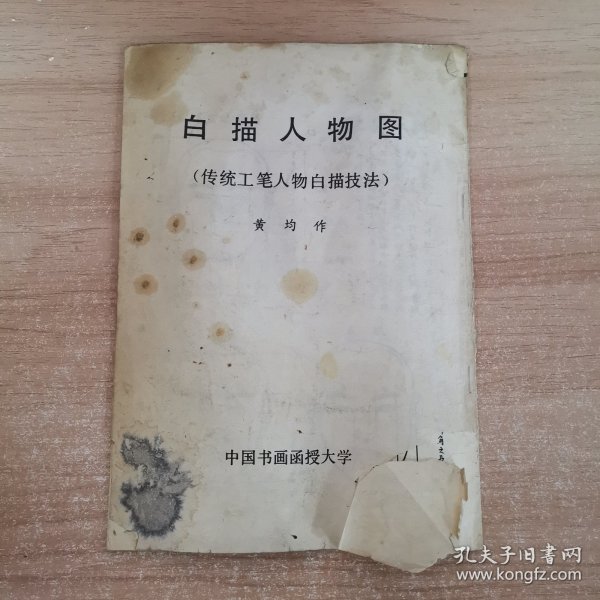 白描人物图
（传统工笔人物白描技法）
黄均作
中国书画函授大学
孔夫子旧书网
www.kongfz.com